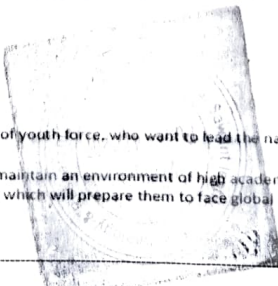 of youth force, who want to lead the na
maintain an environment of high acader
which will prepare them to face global